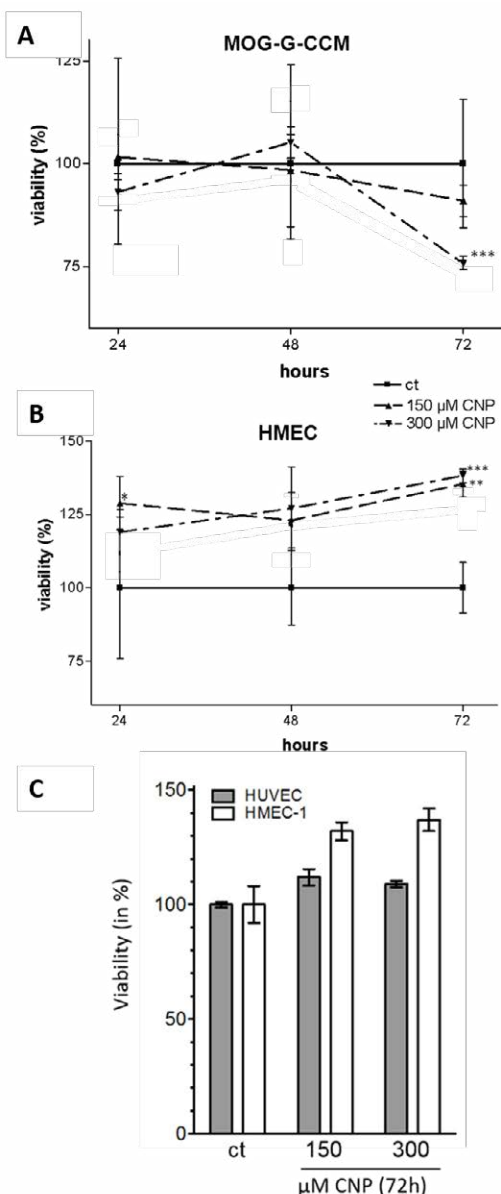 A
MOG-G-CCM
125
100
75
viability (%)
***
24 48 72
hours
ct
150 µM CNP
300 µM CNP
B
HMEC
150
125
100
75
viability (%)
*
***
**
24 48 72
hours
C
150
100
50
0
Viability (in %)
HUVEC
HMEC-1
ct 150 300
µM CNP (72h)